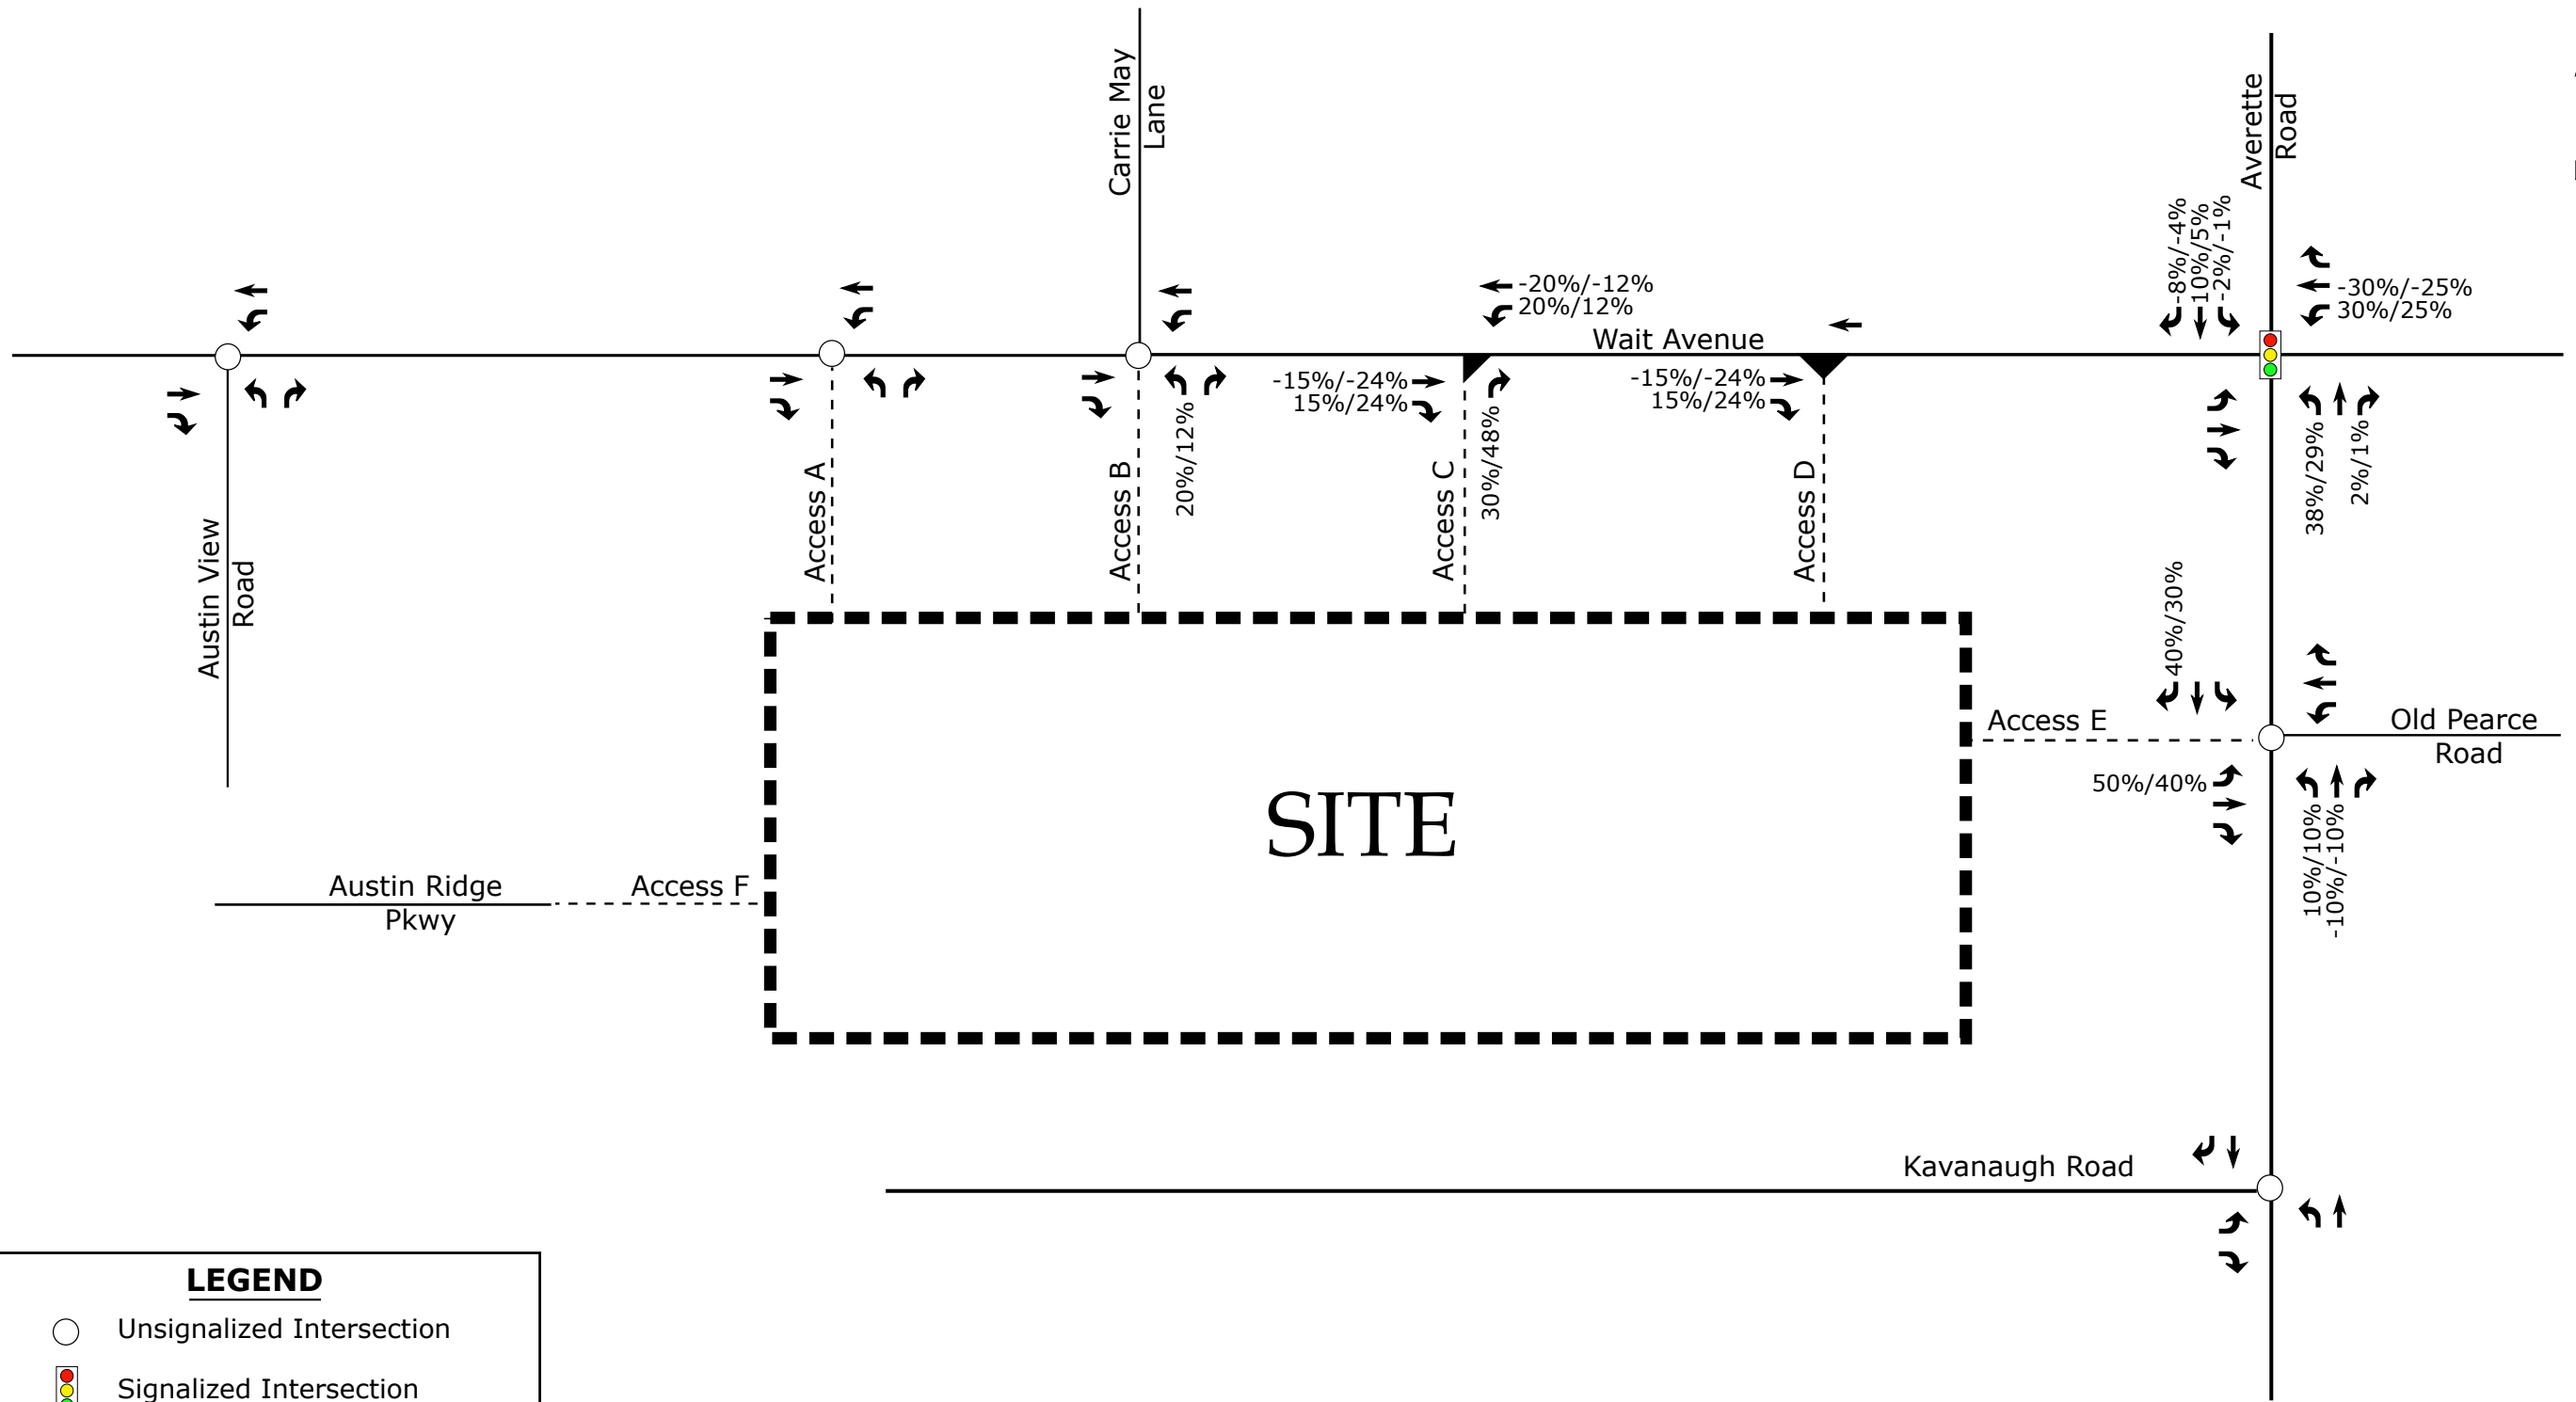 Carrie May
Lane
Averette
Road
-8%/-4%
10%/5%
-2%/-1%
-30%/-25%
30%/25%
-20%/-12%
20%/12%
Wait Avenue
-15%/-24%
15%/24%
-15%/-24%
15%/24%
20%/12%
30%/48%
38%/29%
2%/1%
Austin View
Road
Access A
Access B
Access C
Access D
40%/30%
Access E
Old Pearce
Road
50%/40%
10%/10%
-10%/-10%
SITE
Austin Ridge
Pkwy
Access F
Kavanaugh Road
LEGEND
Unsignalized Intersection
Signalized Intersection